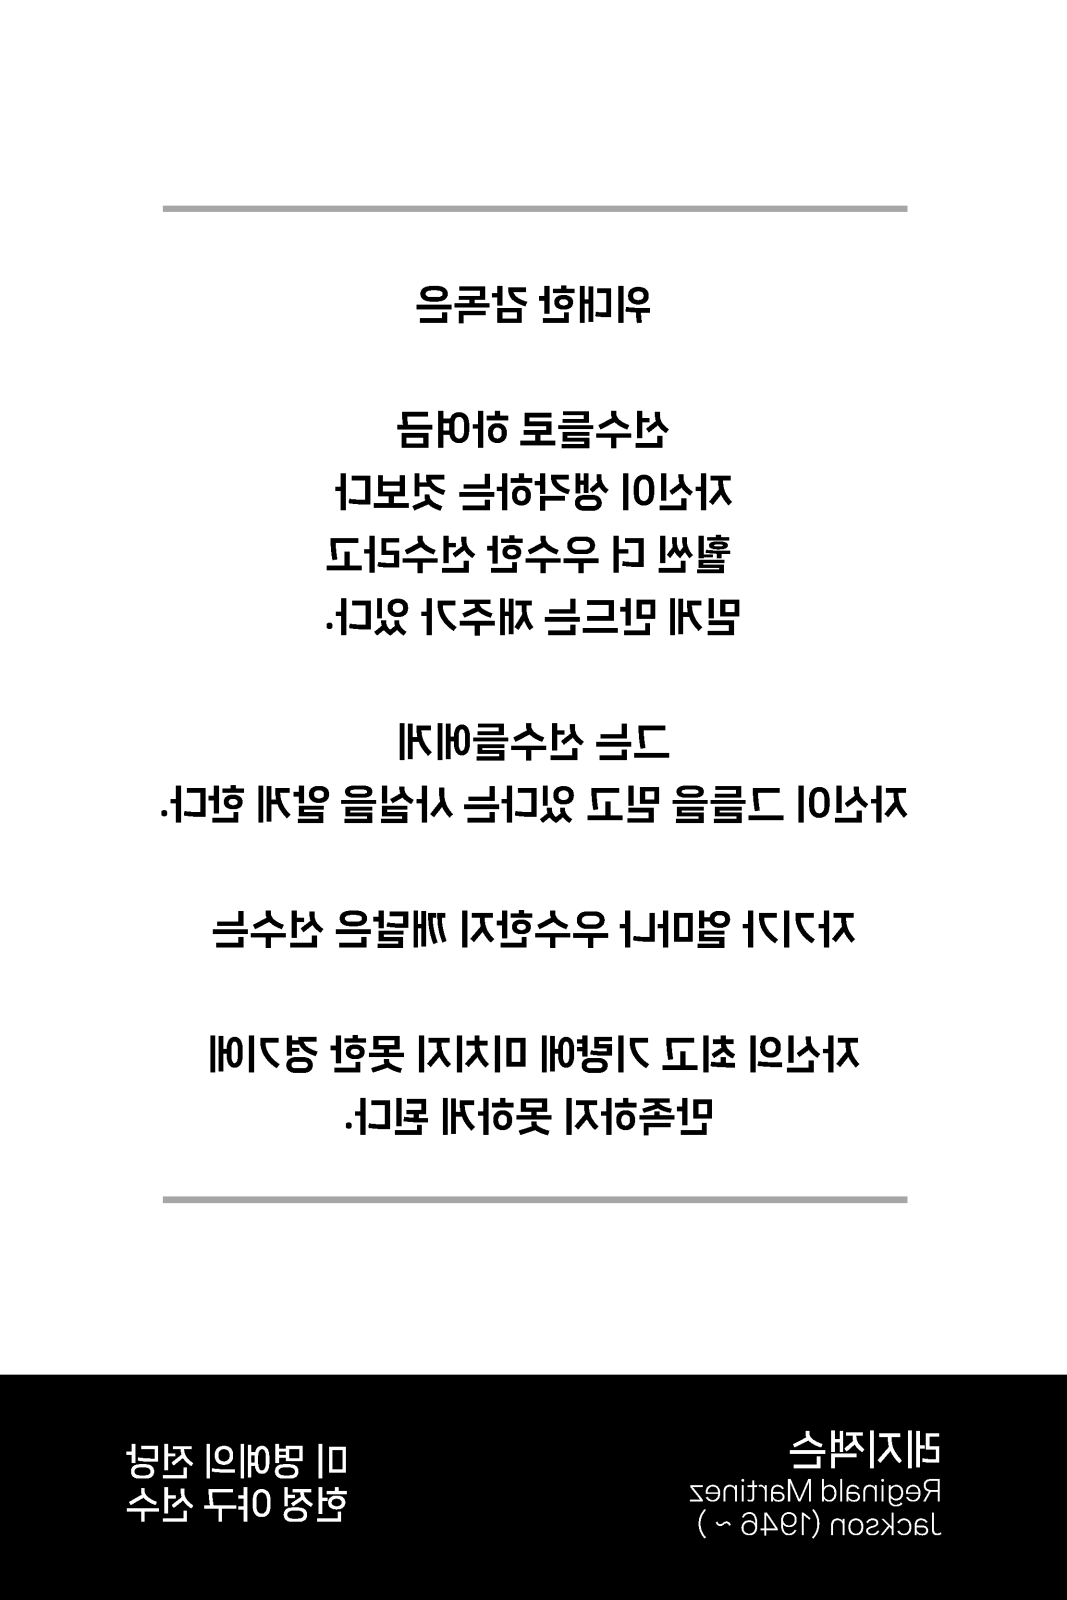 위대한 감독은
선수들로 하여금
자신이 생각하는 것보다
훨씬 더 우수한 선수라고
믿게 만드는 재주가 있다.
그는 선수들에게
자신이 그들을 믿고 있다는 사실을 알게 한다.
자기가 얼마나 우수한지 깨달은 선수는
자신의 최고 기량에 미치지 못한 경기에
만족하지 못하게 된다.
레지잭슨
Reginald Martinez
Jackson (1946 ~ )
미 명예의 전당
헌정 야구 선수